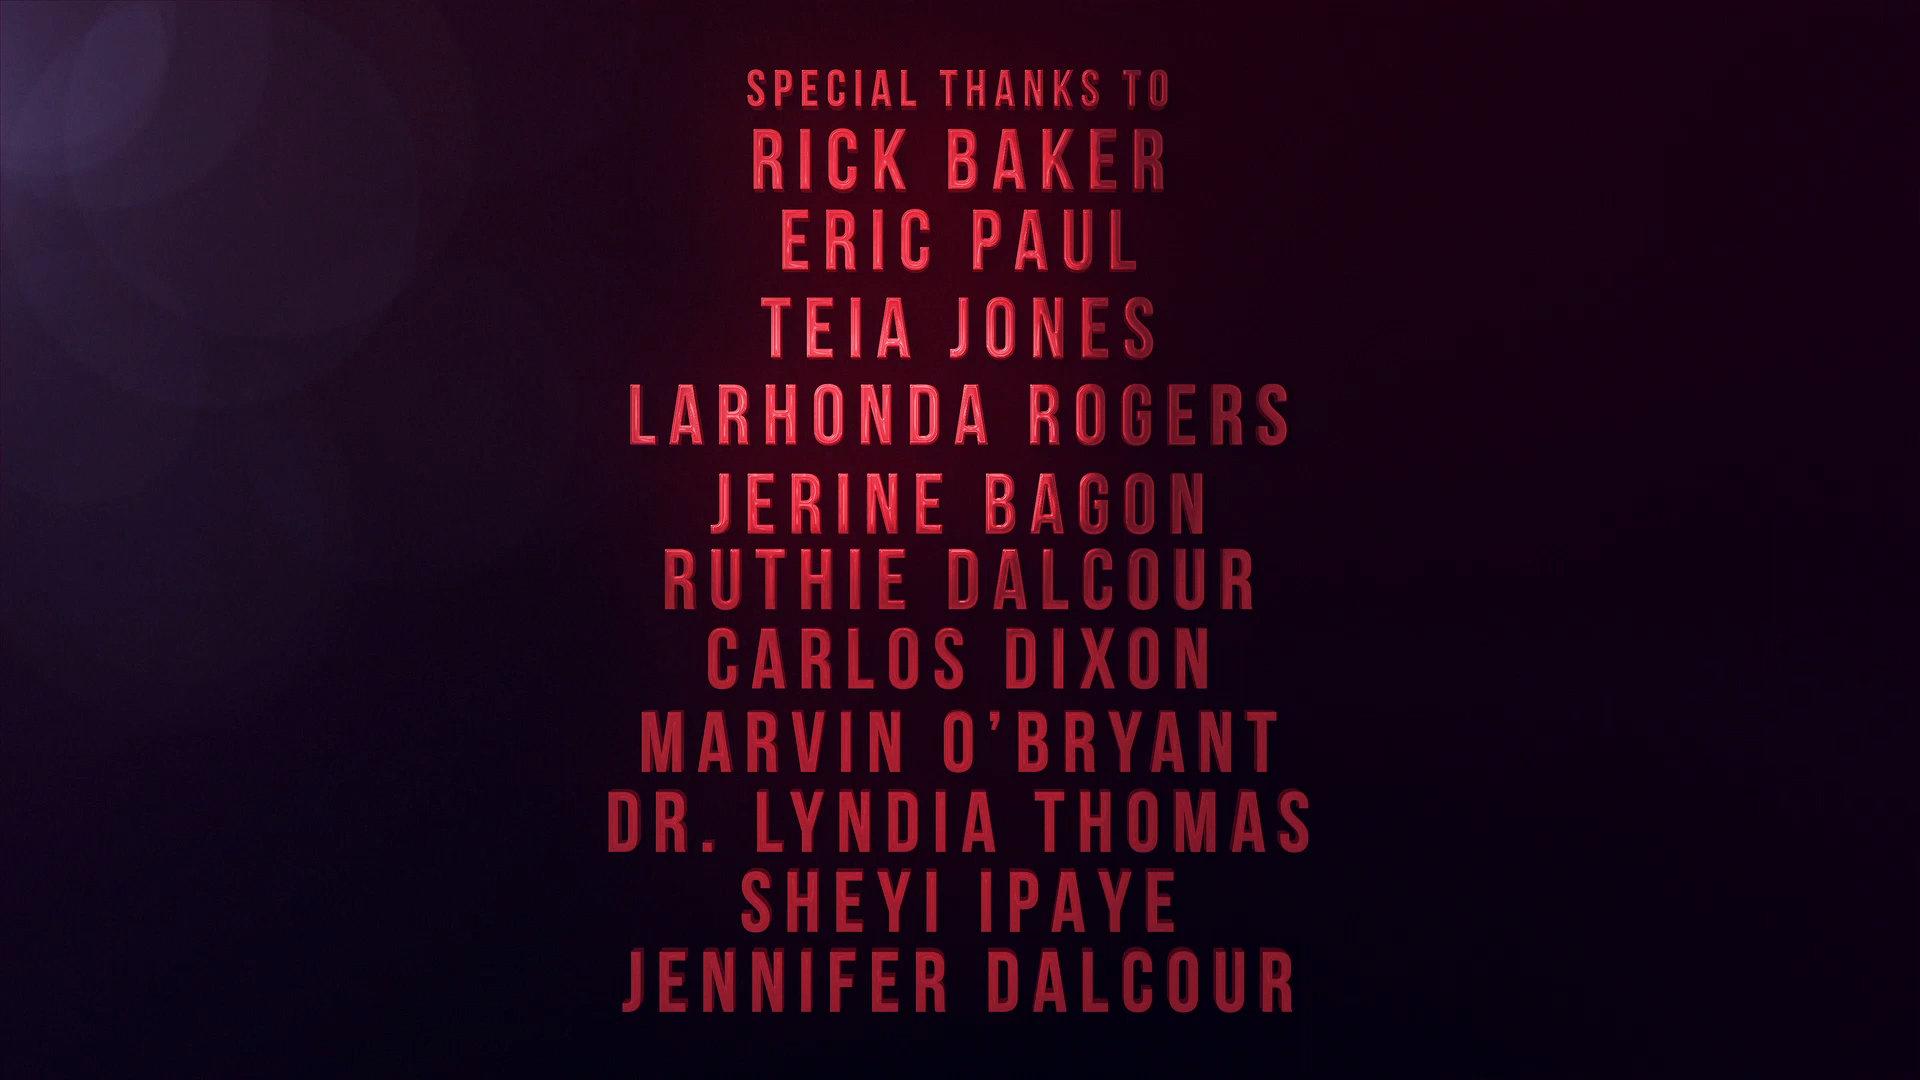 SPECIAL THANKS TO
RICK BAKER
ERIC PAUL
TEIA JONES
LARHONDA ROGERS
JERINE BAGON
RUTHIE DALCOUR
CARLOS DIXON
MARVIN O’BRYANT
DR. LYNDIA THOMAS
SHEYI IPAYE
JENNIFER DALCOUR